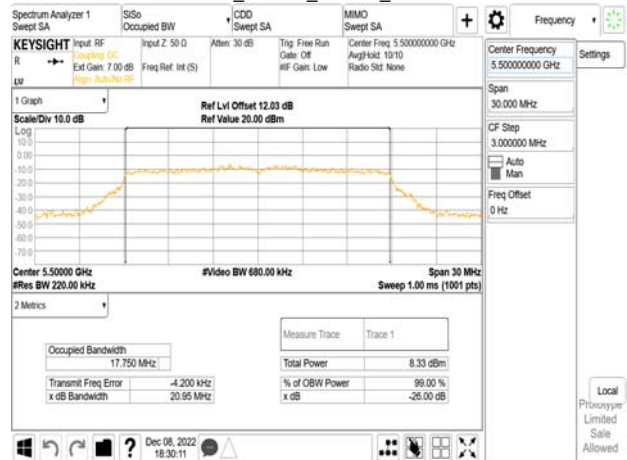 Spectrum Analyzer 1
Swept SA
SISo
Occupied BW
CDD
Swept SA
MIMO
Swept SA
+
Frequency
KEYSIGHT
Input: RF
Coupling: DC
Ext Gain: 7.00 dB
Align: Auto/No RF
R
LXI
Input Z: 50 Ω
Freq Ref: Int (S)
Atten: 30 dB
Trig: Free Run
Gate: Off
#IF Gain: Low
Center Freq: 5.500000000 GHz
Avg|Hold: 10/10
Radio Std: None
Center Frequency
5.500000000 GHz
Settings
Span
30.000 MHz
CF Step
3.000000 MHz
Auto
Man
Freq Offset
0 Hz
1 Graph
Scale/Div 10.0 dB
Ref Lvl Offset 12.03 dB
Ref Value 20.00 dBm
Log
10.0
0.00
-10.0
-20.0
-30.0
-40.0
-50.0
-60.0
-70.0
Center 5.50000 GHz
#Res BW 220.00 kHz
#Video BW 680.00 kHz
Span 30 MHz
Sweep 1.00 ms (1001 pts)
2 Metrics
Measure Trace Trace 1
Occupied Bandwidth
17.750 MHz
Total Power 8.33 dBm
Transmit Freq Error -4.200 kHz
% of OBW Power 99.00 %
x dB Bandwidth 20.95 MHz
x dB -26.00 dB
Local
Prototype
Limited
Sale
Allowed
?
Dec 08, 2022
18:30:11